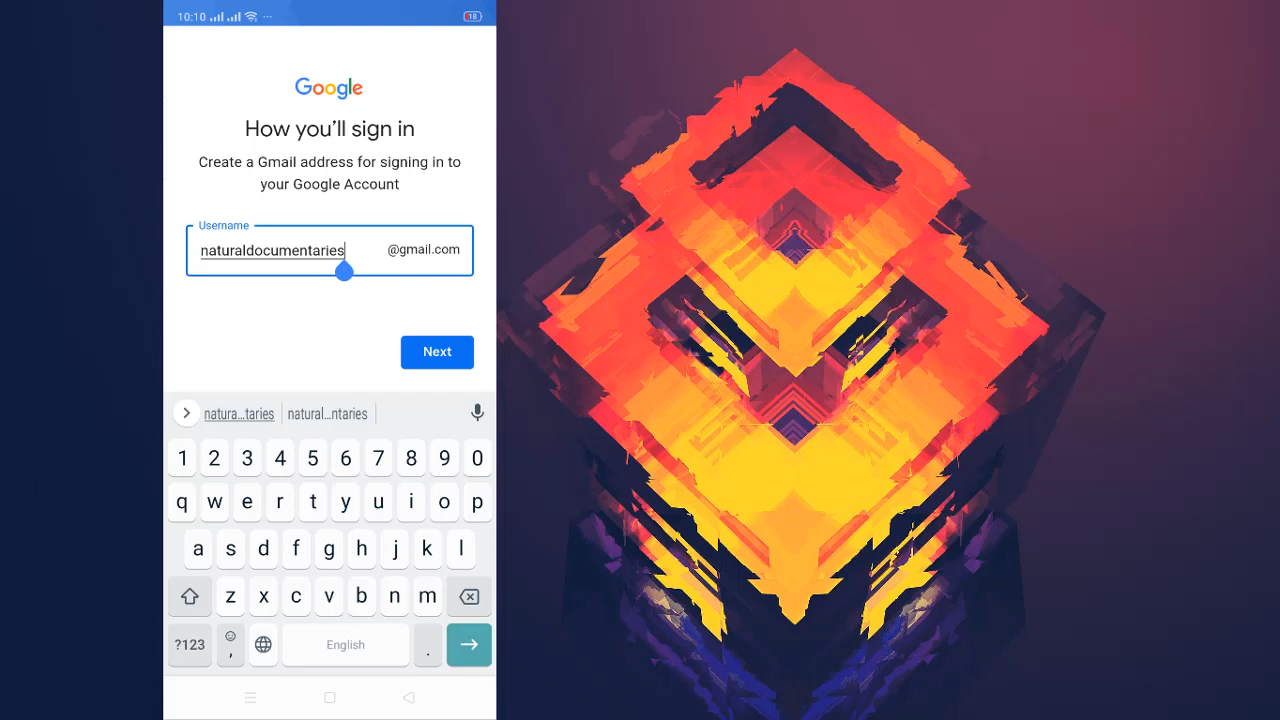 10:10 ... 18
Google
How you'll sign in
Create a Gmail address for signing in to
your Google Account
Username
naturaldocumentaries @gmail.com
Next
natura...taries natural...ntaries
1 2 3 4 5 6 7 8 9 0
q w e r t y u i o p
a s d f g h j k l
z x c v b n m
?123 , English .